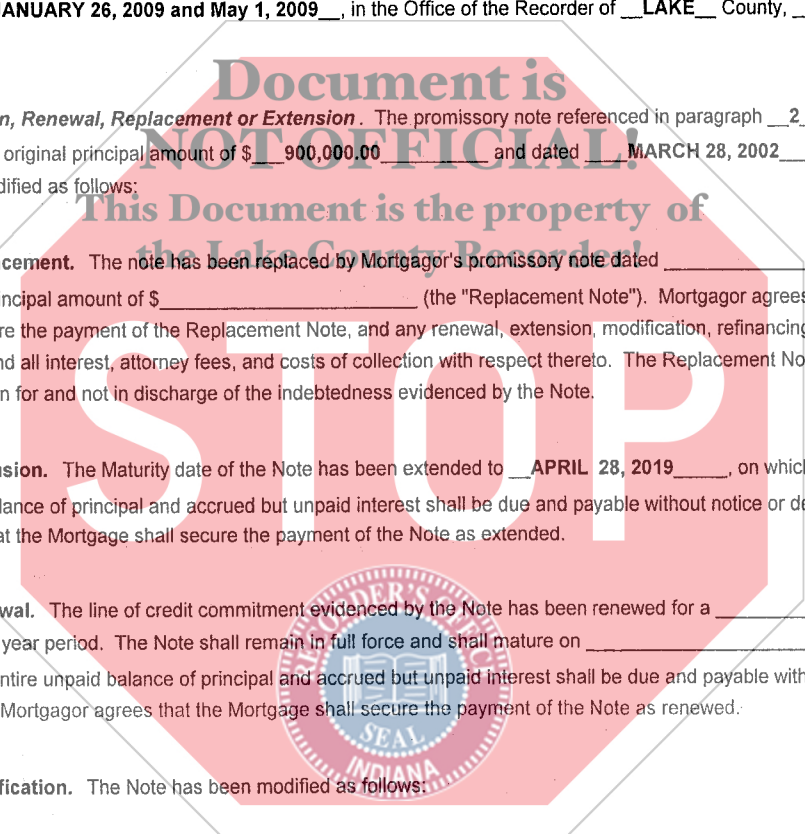 ANUARY 26, 2009 and May 1, 2009__, in the Office of the Recorder of __LAKE__ County, _
Document is
n, Renewal, Replacement or Extension. The promissory note referenced in paragraph __2_
NOT OFFICIAL!
original principal amount of $___900,000.00__________ and dated ____MARCH 28, 2002___
dified as follows:
This Document is the property of
the Lake County Recorder!
cement. The note has been replaced by Mortgagor's promissory note dated ______________
incipal amount of $__________________________ (the "Replacement Note"). Mortgagor agrees
re the payment of the Replacement Note, and any renewal, extension, modification, refinancing
nd all interest, attorney fees, and costs of collection with respect thereto. The Replacement No
n for and not in discharge of the indebtedness evidenced by the Note.
STOP
nsion. The Maturity date of the Note has been extended to __APRIL 28, 2019_____, on which
lance of principal and accrued but unpaid interest shall be due and payable without notice or de
at the Mortgage shall secure the payment of the Note as extended.
wal. The line of credit commitment evidenced by the Note has been renewed for a _________
year period. The Note shall remain in full force and shall mature on ______________________
ntire unpaid balance of principal and accrued but unpaid interest shall be due and payable with
Mortgagor agrees that the Mortgage shall secure the payment of the Note as renewed.
RECORDER'S OFFICE
SEAL
INDIANA
fication. The Note has been modified as follows: